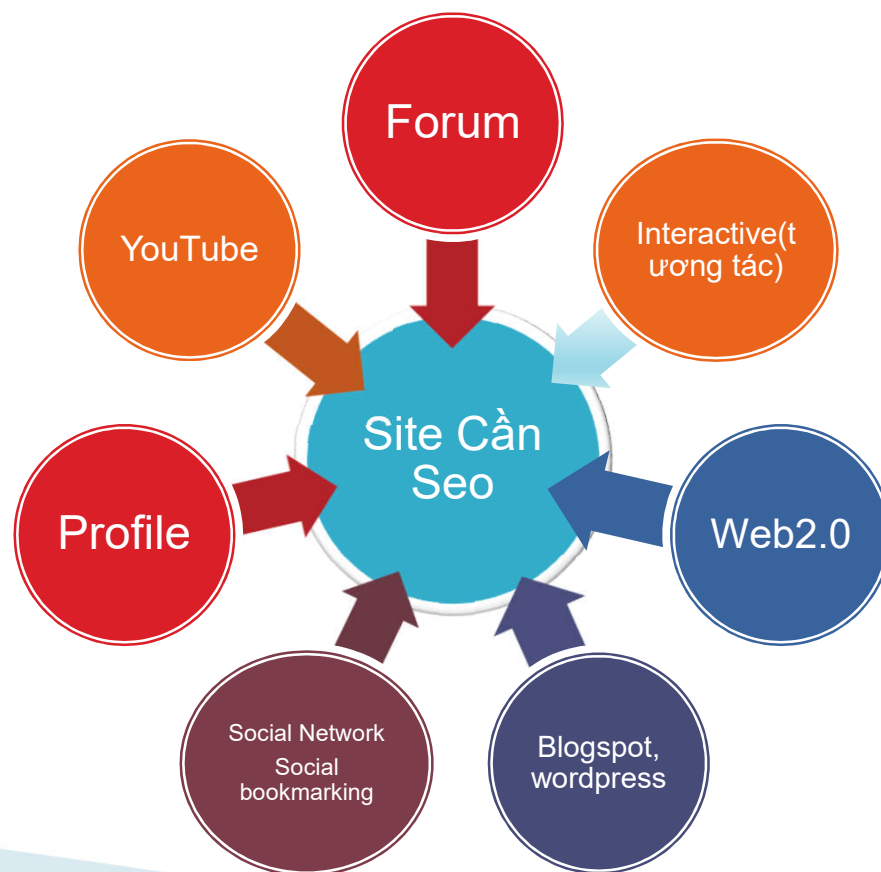 Forum
YouTube
Interactive(t
ương tác)
Site Cần
Seo
Profile
Web2.0
Social Network
Social
bookmarking
Blogspot,
wordpress